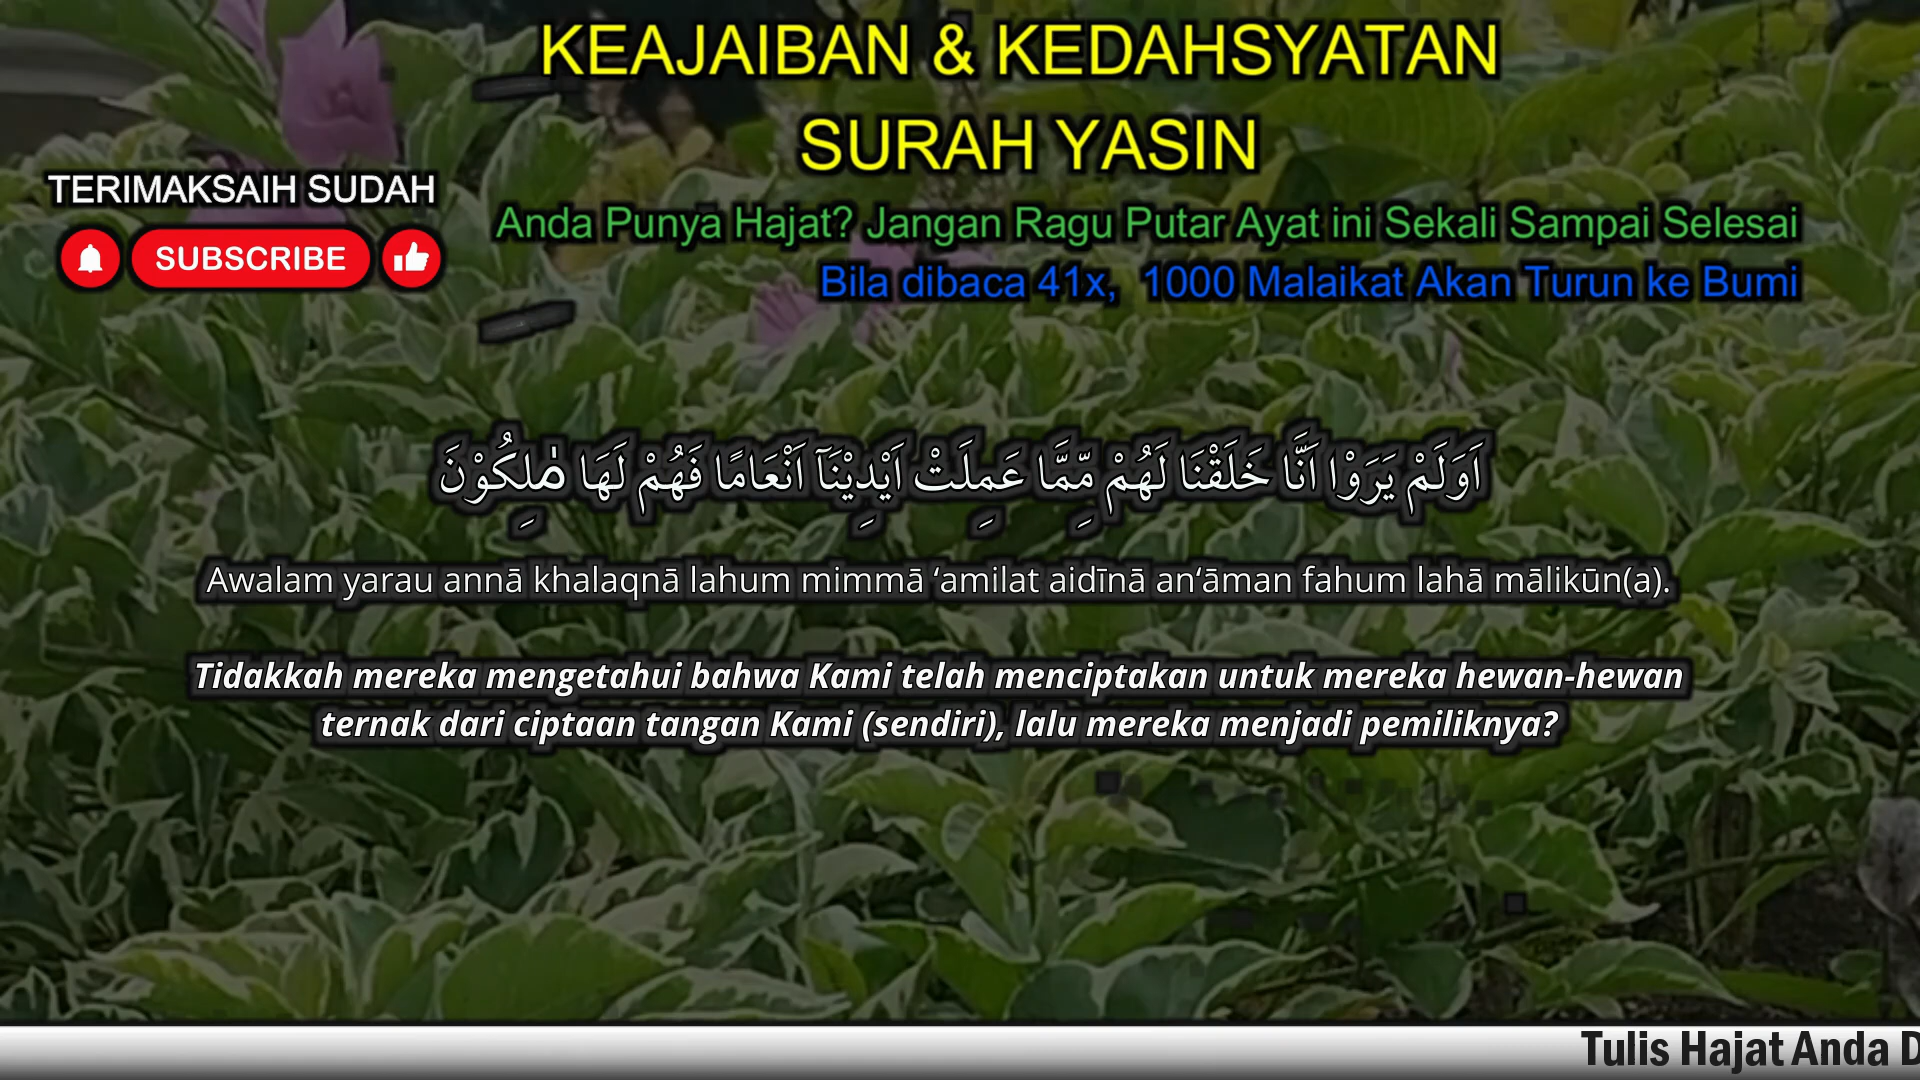 KEAJAIBAN & KEDAHSYATAN
SURAH YASIN
TERIMAKSAIH SUDAH
SUBSCRIBE
Anda Punya Hajat? Jangan Ragu Putar Ayat ini Sekali Sampai Selesai
Bila dibaca 41x, 1000 Malaikat Akan Turun ke Bumi
اَوَلَمْ يَرَوْا اَنَّا خَلَقْنَا لَهُمْ مِّمَّا عَمِلَتْ اَيْدِيْنَآ اَنْعَامًا فَهُمْ لَهَا مٰلِكُوْنَ
Awalam yarau annā khalaqnā lahum mimmā ‘amilat aidīnā an‘āman fahum lahā mālikūn(a).
Tidakkah mereka mengetahui bahwa Kami telah menciptakan untuk mereka hewan-hewan
ternak dari ciptaan tangan Kami (sendiri), lalu mereka menjadi pemiliknya?
Tulis Hajat Anda D